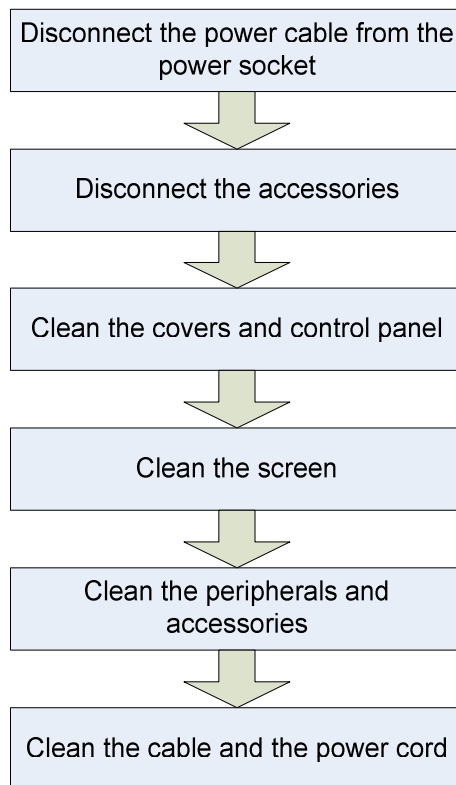 Disconnect the power cable from the
power socket
Disconnect the accessories
Clean the covers and control panel
Clean the screen
Clean the peripherals and
accessories
Clean the cable and the power cord